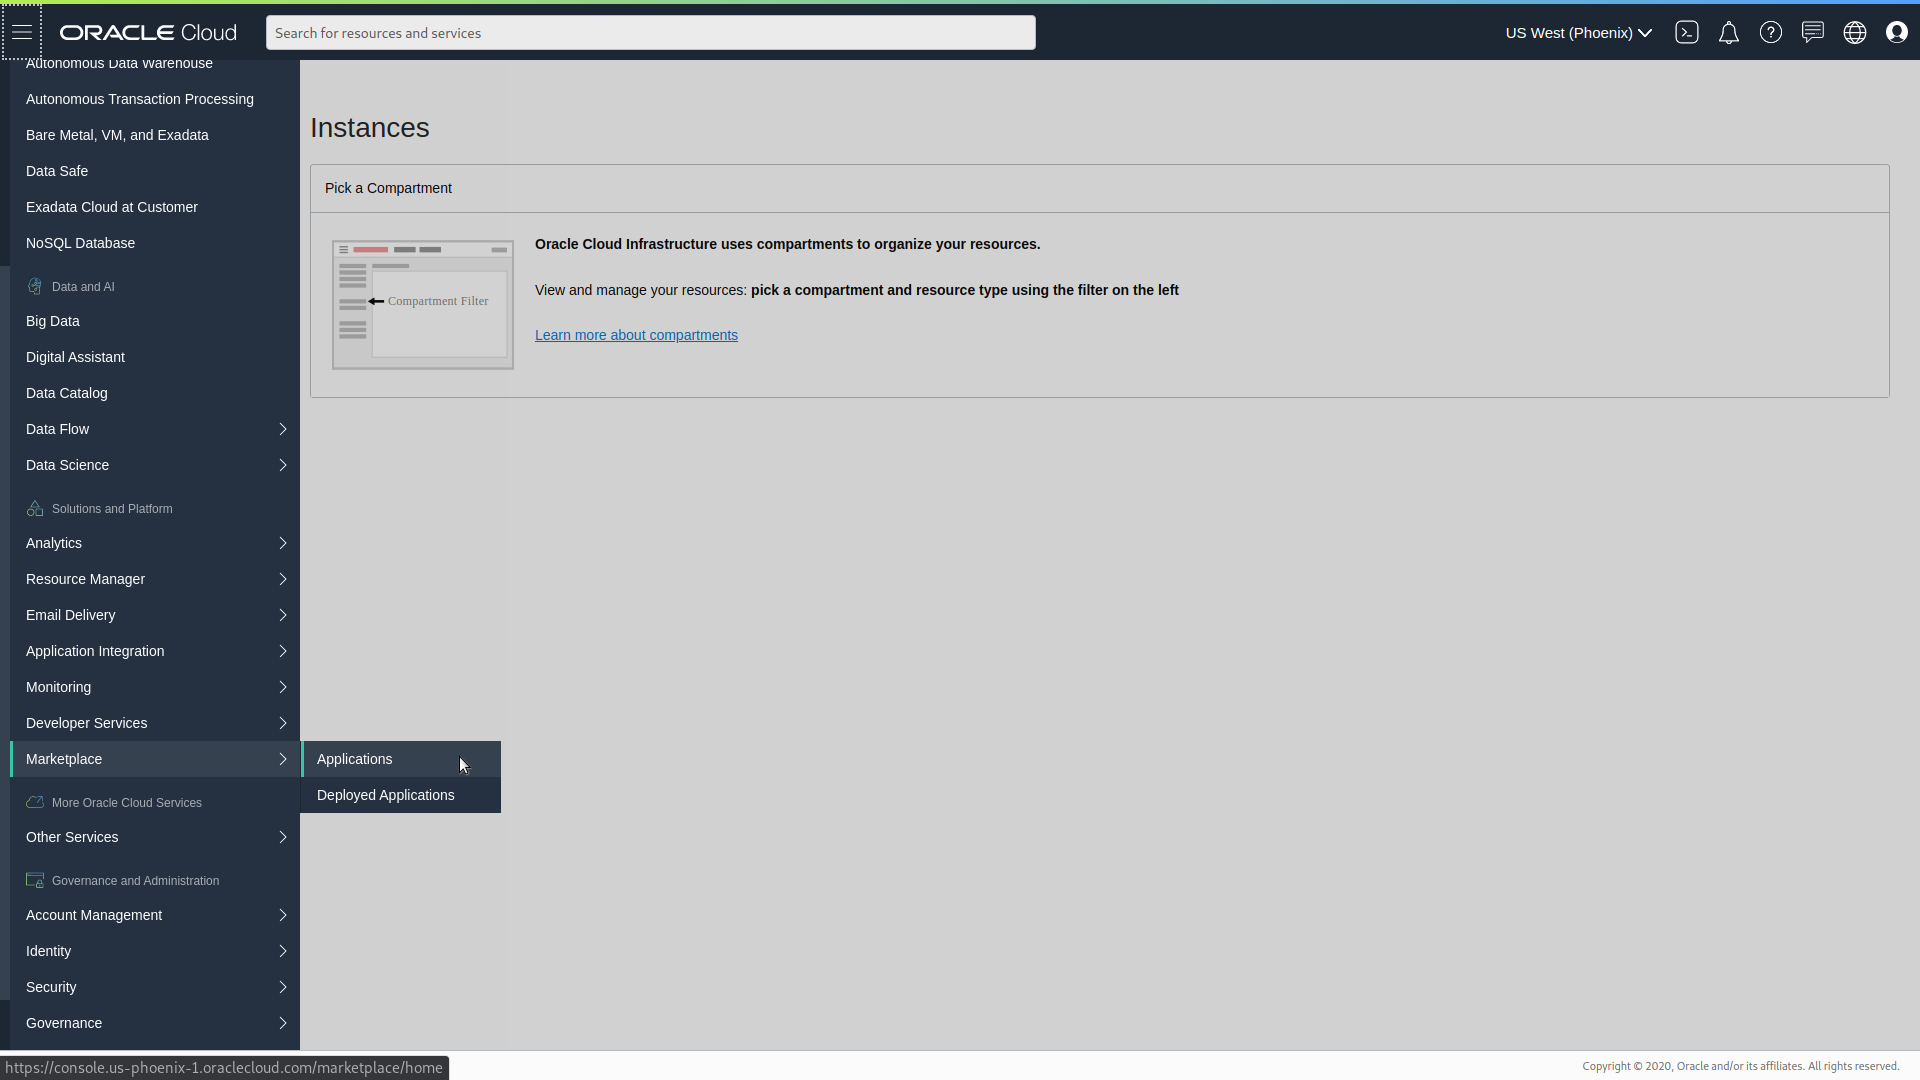 ORACLE Cloud
Search for resources and services
US West (Phoenix)
Autonomous Data Warehouse
Autonomous Transaction Processing
Bare Metal, VM, and Exadata
Data Safe
Exadata Cloud at Customer
NoSQL Database
Data and AI
Big Data
Digital Assistant
Data Catalog
Data Flow
Data Science
Solutions and Platform
Analytics
Resource Manager
Email Delivery
Application Integration
Monitoring
Developer Services
Marketplace
Applications
Deployed Applications
More Oracle Cloud Services
Other Services
Governance and Administration
Account Management
Identity
Security
Governance
Instances
Pick a Compartment
Compartment Filter
Oracle Cloud Infrastructure uses compartments to organize your resources.
View and manage your resources: pick a compartment and resource type using the filter on the left
Learn more about compartments
https://console.us-phoenix-1.oraclecloud.com/marketplace/home
Copyright © 2020, Oracle and/or its affiliates. All rights reserved.